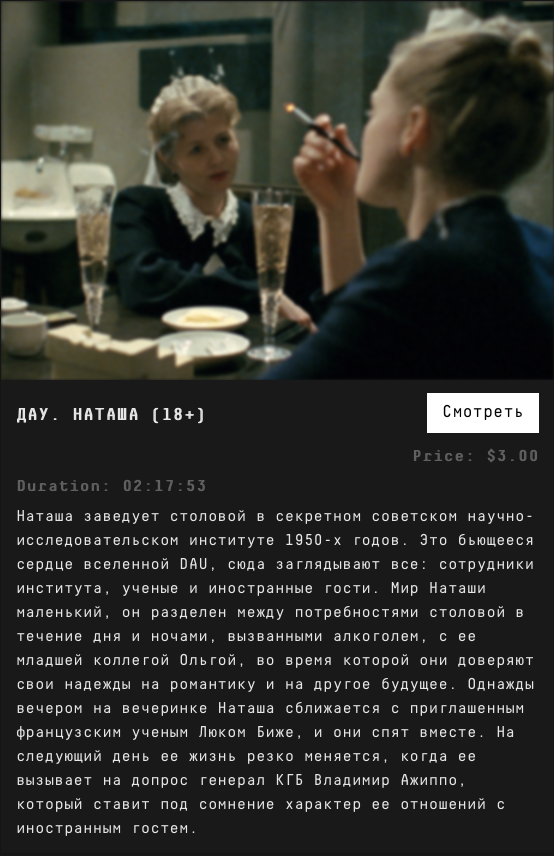 ДАУ. НАТАША (18+)
Смотреть
Price: $3.00
Duration: 02:17:53
Наташа заведует столовой в секретном советском научно-
исследовательском институте 1950-х годов. Это бьющееся
сердце вселенной DAU, сюда заглядывают все: сотрудники
института, ученые и иностранные гости. Мир Наташи
маленький, он разделен между потребностями столовой в
течение дня и ночами, вызванными алкоголем, с ее
младшей коллегой Ольгой, во время которой они доверяют
свои надежды на романтику и на другое будущее. Однажды
вечером на вечеринке Наташа сближается с приглашенным
французским ученым Люком Биже, и они спят вместе. На
следующий день ее жизнь резко меняется, когда ее
вызывает на допрос генерал КГБ Владимир Ажиппо,
который ставит под сомнение характер ее отношений с
иностранным гостем.